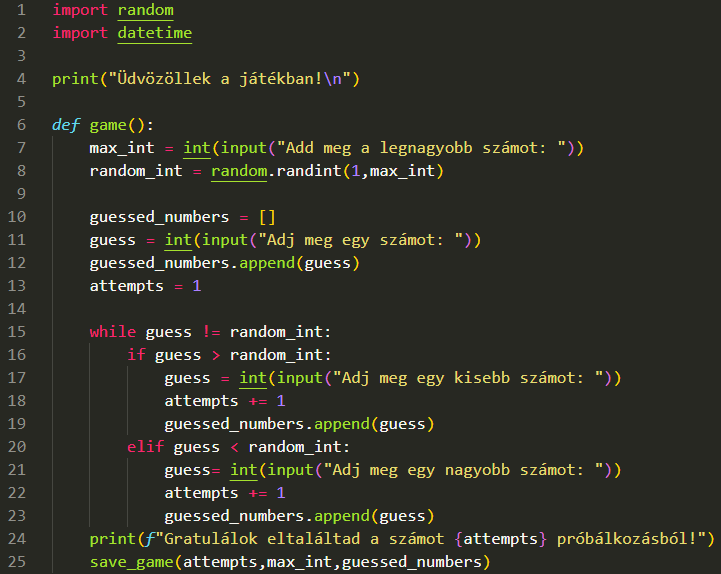 1 import random
2 import datetime
3
4 print("Üdvözöllek a játékban!\n")
5
6 def game():
7     max_int = int(input("Add meg a legnagyobb számot: "))
8     random_int = random.randint(1,max_int)
9
10     guessed_numbers = []
11     guess = int(input("Adj meg egy számot: "))
12     guessed_numbers.append(guess)
13     attempts = 1
14
15     while guess != random_int:
16         if guess > random_int:
17             guess = int(input("Adj meg egy kisebb számot: "))
18             attempts += 1
19             guessed_numbers.append(guess)
20         elif guess < random_int:
21             guess= int(input("Adj meg egy nagyobb számot: "))
22             attempts += 1
23             guessed_numbers.append(guess)
24     print(f"Gratulálok eltaláltad a számot {attempts} próbálkozásból!")
25     save_game(attempts,max_int,guessed_numbers)